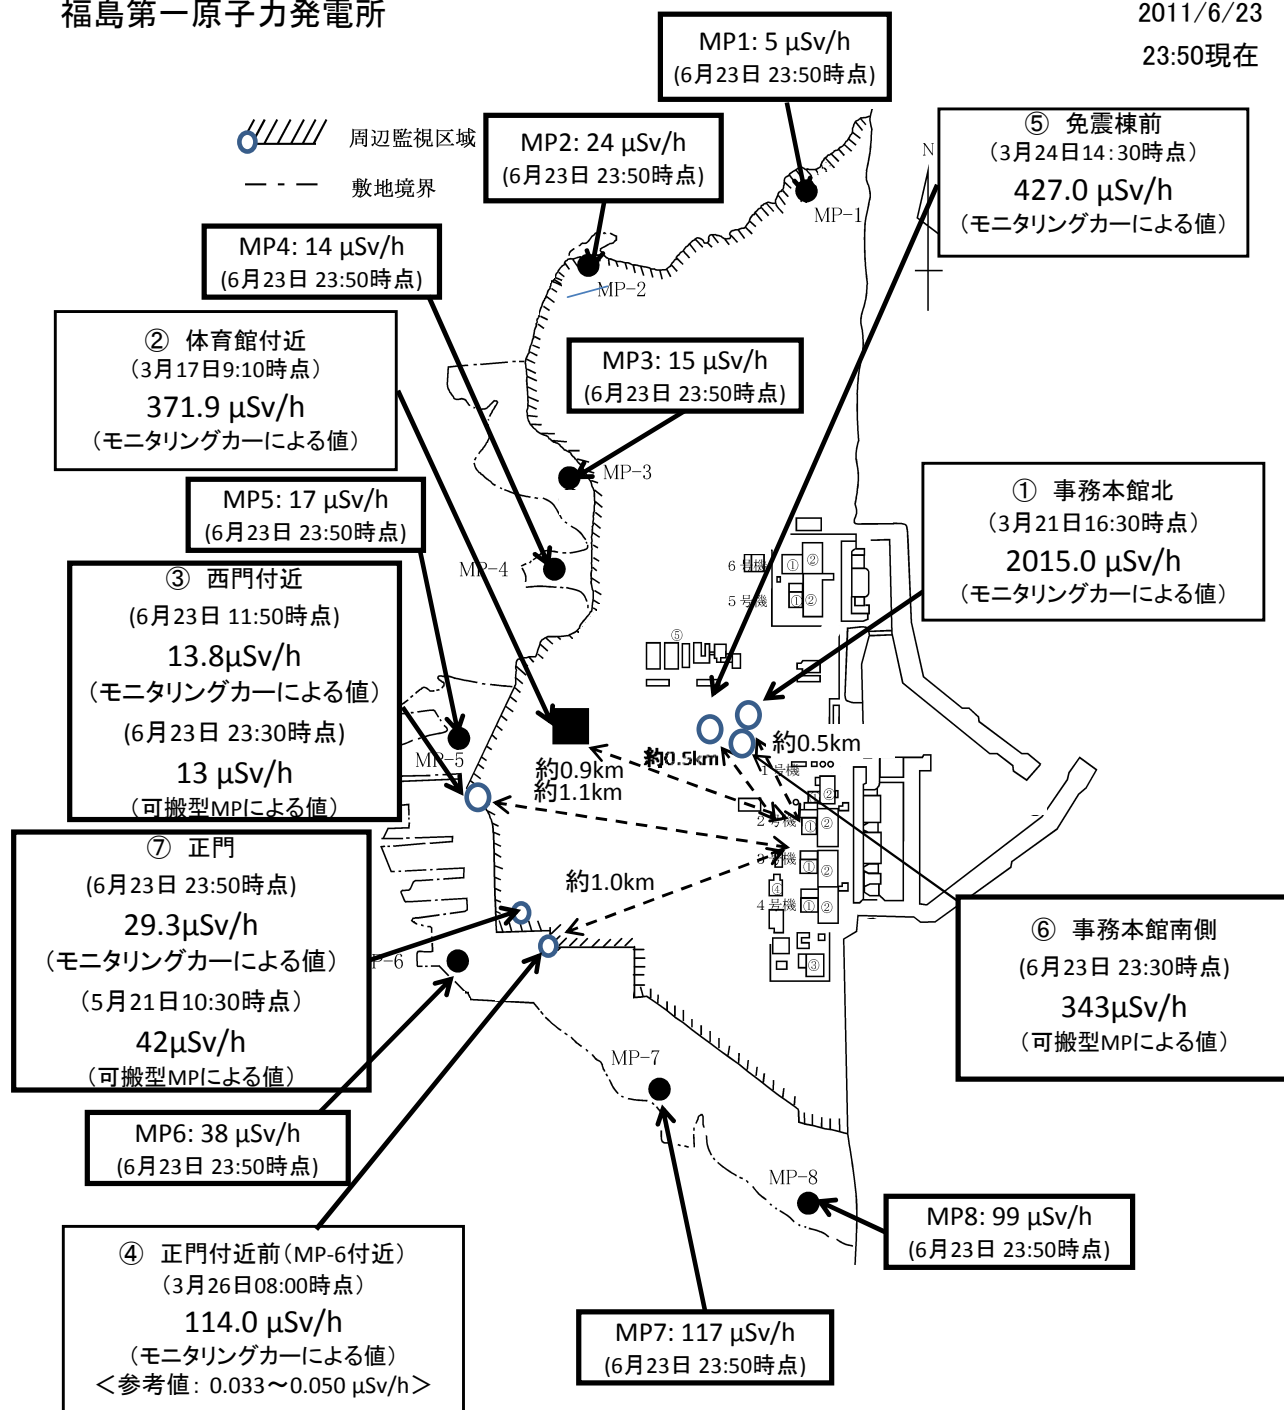 福島第一原子力発電所
2011/6/23
23:50現在
MP1: 5 μSv/h
(6月23日 23:50時点)
周辺監視区域
敷地境界
MP2: 24 μSv/h
(6月23日 23:50時点)
⑤ 免震棟前
(3月24日14:30時点)
427.0 μSv/h
(モニタリングカーによる値)
N
MP-1
MP4: 14 μSv/h
(6月23日 23:50時点)
MP-2
② 体育館付近
(3月17日9:10時点)
371.9 μSv/h
(モニタリングカーによる値)
MP3: 15 μSv/h
(6月23日 23:50時点)
MP-3
MP5: 17 μSv/h
(6月23日 23:50時点)
① 事務本館北
(3月21日16:30時点)
2015.0 μSv/h
(モニタリングカーによる値)
MP-4
6号機
①
②
5号機
①
②
③ 西門付近
(6月23日 11:50時点)
13.8μSv/h
(モニタリングカーによる値)
(6月23日 23:30時点)
13 μSv/h
(可搬型MPによる値)
⑤
MP-5
約0.9km
約1.1km
約0.5km
約0.5km
1号機
①
②
2号機
①
②
3号機
①
②
④
4号機
①
②
③
約1.0km
⑦ 正門
(6月23日 23:50時点)
29.3μSv/h
(モニタリングカーによる値)
(5月21日10:30時点)
42μSv/h
(可搬型MPによる値)
P-6
⑥ 事務本館南側
(6月23日 23:30時点)
343μSv/h
(可搬型MPによる値)
MP-7
MP6: 38 μSv/h
(6月23日 23:50時点)
MP-8
MP8: 99 μSv/h
(6月23日 23:50時点)
④ 正門付近前(MP-6付近)
(3月26日08:00時点)
114.0 μSv/h
(モニタリングカーによる値)
<参考値: 0.033〜0.050 μSv/h>
MP7: 117 μSv/h
(6月23日 23:50時点)